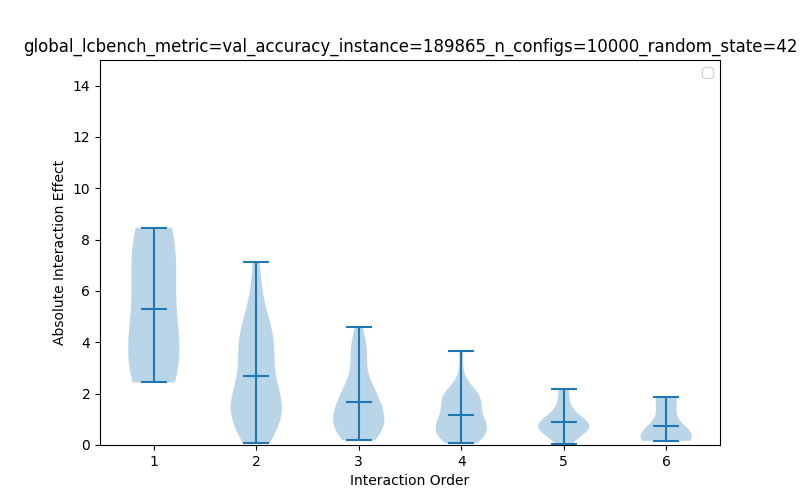 global_lcbench_metric=val_accuracy_instance=189865_n_configs=10000_random_state=42
14
12
10
8
6
4
2
0
Absolute Interaction Effect
1 2 3 4 5 6
Interaction Order